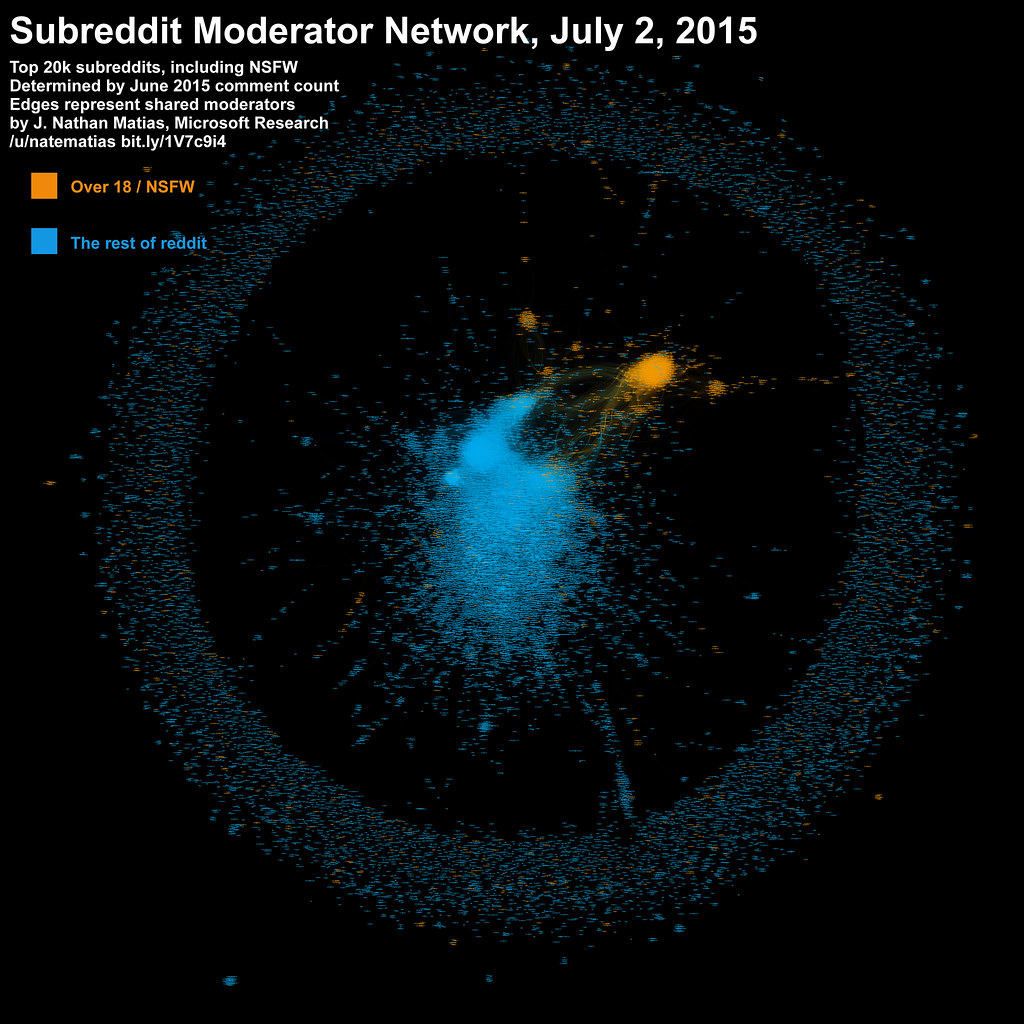 Subreddit Moderator Network, July 2, 2015
Top 20k subreddits, including NSFW
Determined by June 2015 comment count
Edges represent shared moderators
by J. Nathan Matias, Microsoft Research
/u/natematias bit.ly/1V7c9i4
Over 18 / NSFW
The rest of reddit